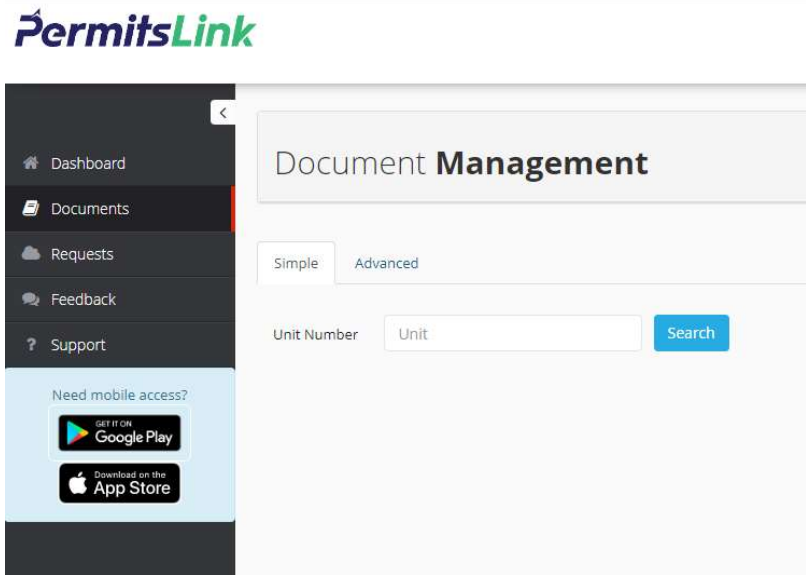 PermitsLink
Dashboard
Documents
Requests
Feedback
? Support
Need mobile access?
GET IT ON
Google Play
Download on the
App Store
Document Management
Simple Advanced
Unit Number Unit Search